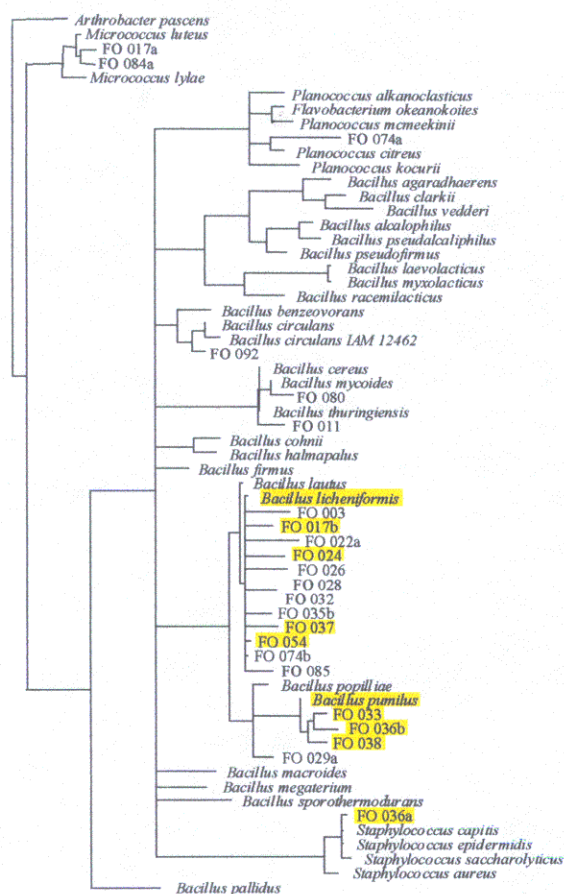 Arthrobacter pascens
Micrococcus luteus
FO 017a
FO 084a
Micrococcus lylae
Planococcus alkanoclasticus
Flavobacterium okeanokoites
Planococcus mcmeekinii
FO 074a
Planococcus citreus
Planococcus kocurii
Bacillus agaradhaerens
Bacillus clarkii
Bacillus vedderi
Bacillus alcalophilus
Bacillus pseudalcaliphilus
Bacillus pseudofirmus
Bacillus laevolacticus
Bacillus myxolacticus
Bacillus racemilacticus
Bacillus benzeovorans
Bacillus circulans
Bacillus circulans IAM 12462
FO 092
Bacillus cereus
Bacillus mycoides
FO 080
Bacillus thuringiensis
FO 011
Bacillus cohnii
Bacillus halmapalus
Bacillus firmus
Bacillus lautus
Bacillus licheniformis
FO 003
FO 017b
FO 022a
FO 024
FO 026
FO 028
FO 032
FO 035b
FO 037
FO 054
FO 074b
FO 085
Bacillus popilliae
Bacillus pumilus
FO 033
FO 036b
FO 038
FO 029a
Bacillus macroides
Bacillus megaterium
Bacillus sporothermodurans
FO 036a
Staphylococcus capitis
Staphylococcus epidermidis
Staphylococcus saccharolyticus
Staphylococcus aureus
Bacillus pallidus